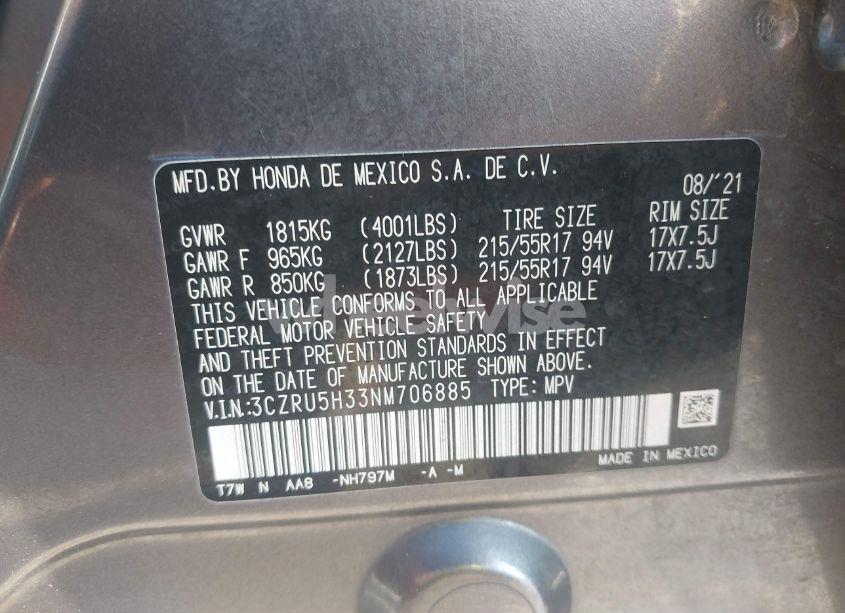 MFD.BY HONDA DE MEXICO S.A. DE C.V.
08/'21
GVWR 1815KG (4001LBS) TIRE SIZE RIM SIZE
GAWR F 965KG (2127LBS) 215/55R17 94V 17X7.5J
GAWR R 850KG (1873LBS) 215/55R17 94V 17X7.5J
THIS VEHICLE CONFORMS TO ALL APPLICABLE
FEDERAL MOTOR VEHICLE SAFETY
AND THEFT PREVENTION STANDARDS IN EFFECT
ON THE DATE OF MANUFACTURE SHOWN ABOVE.
V.I.N.:3CZRU5H33NM706885 TYPE: MPV
MADE IN MEXICO
T7W N AA8 -NH797M -A -M